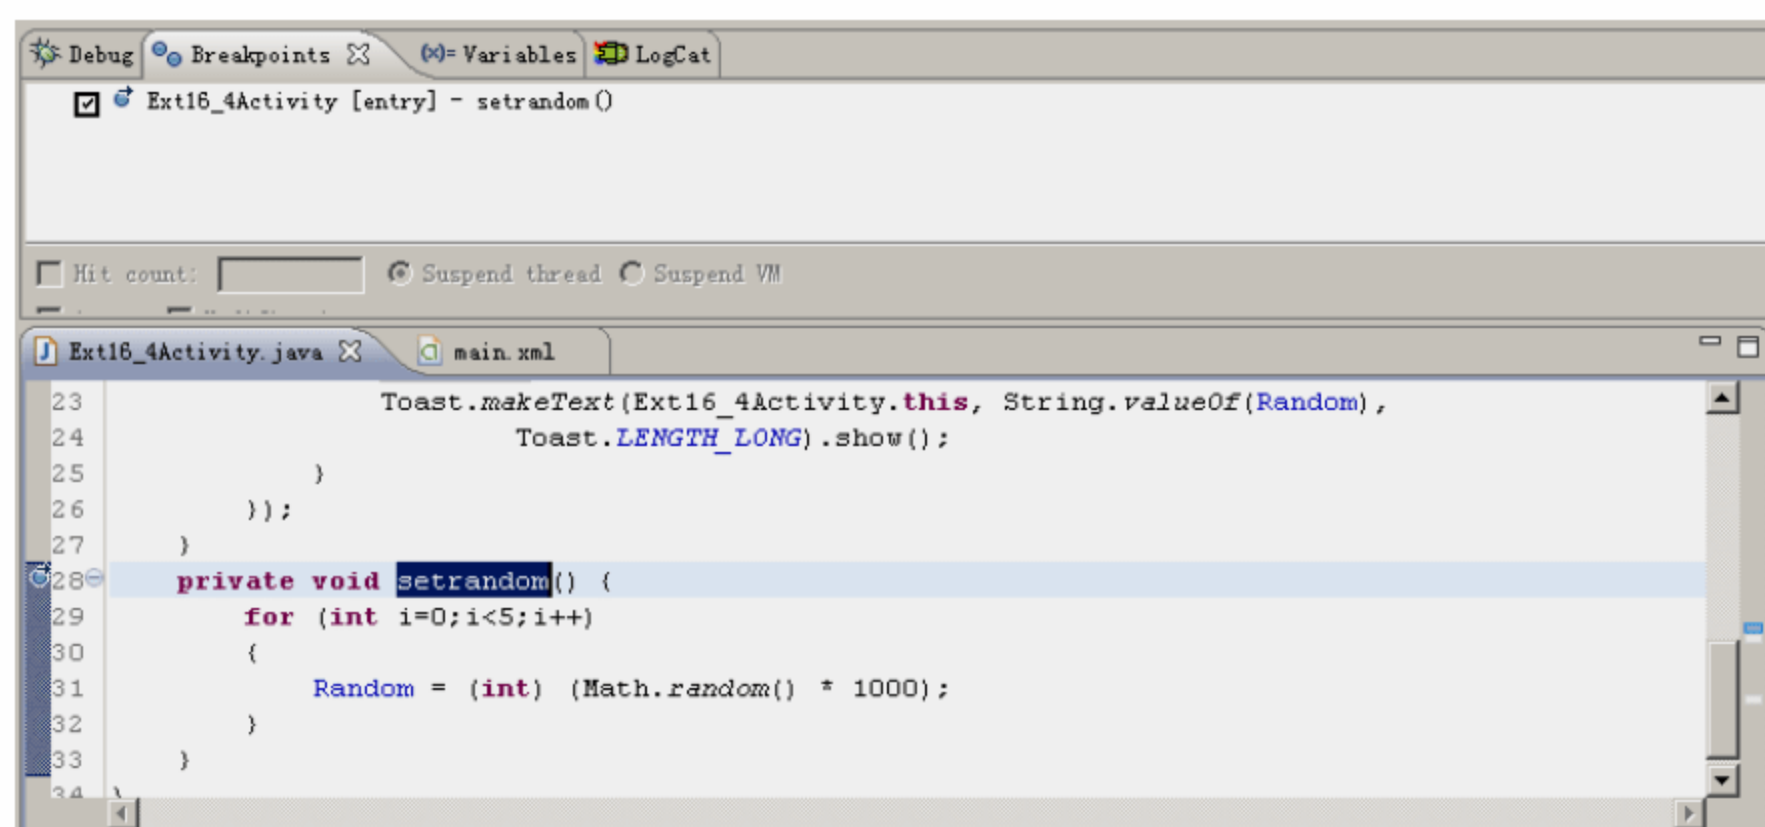 Debug Breakpoints (x)= Variables LogCat
Ext16_4Activity [entry] - setrandom()
Hit count: Suspend thread Suspend VM
Ext16_4Activity.java main.xml
23 Toast.makeText(Ext16_4Activity.this, String.valueOf(Random),
24 Toast.LENGTH_LONG).show();
25 }
26 });
27 }
28 private void setrandom() {
29 for (int i=0;i<5;i++)
30 {
31 Random = (int) (Math.random() * 1000);
32 }
33 }
34 }